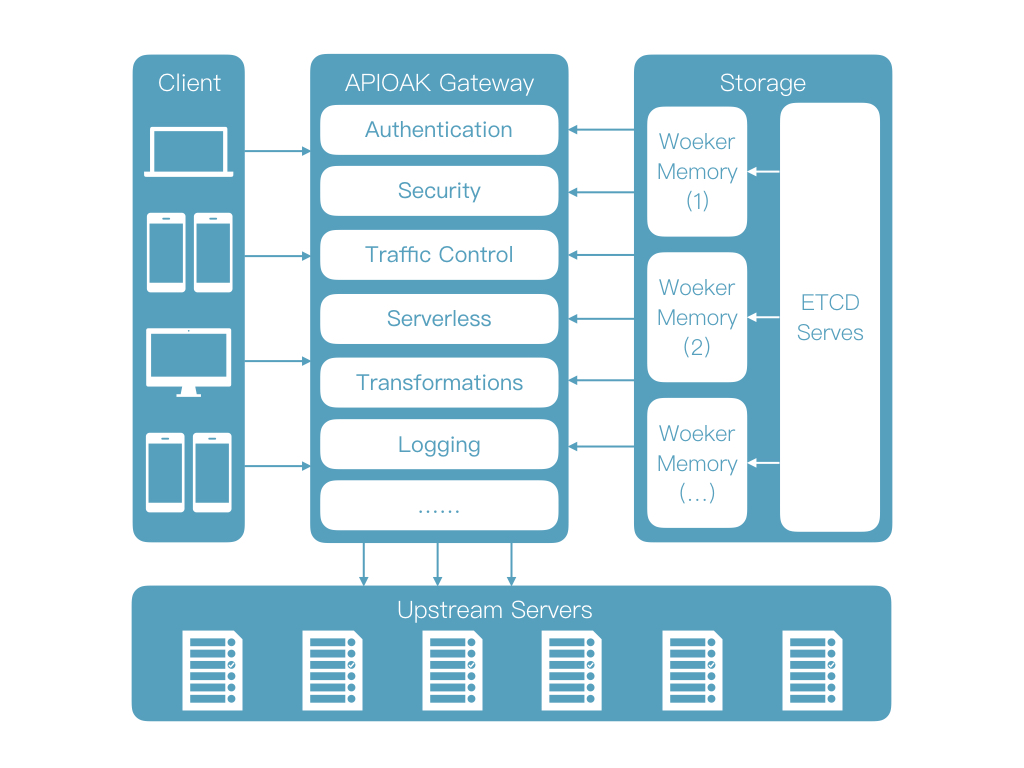 Client
APIOAK Gateway
Authentication
Security
Traffic Control
Serverless
Transformations
Logging
......
Storage
Woeker
Memory
(1)
Woeker
Memory
(2)
Woeker
Memory
(...)
ETCD
Serves
Upstream Servers